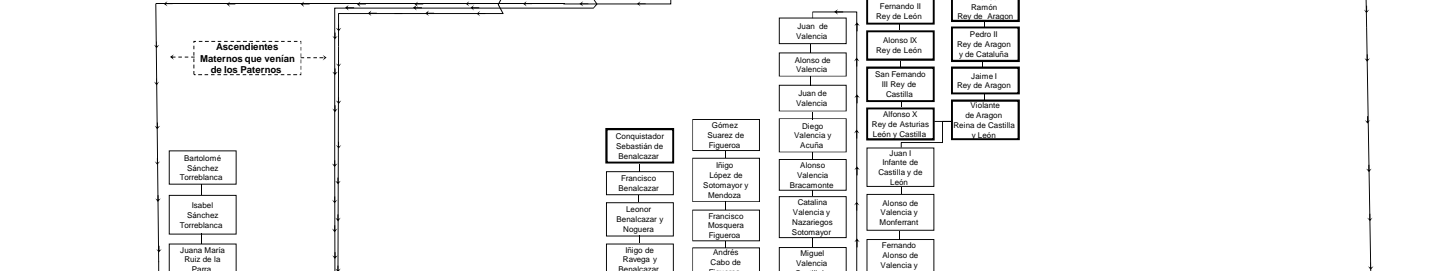 Ascendientes
Maternos que venían
de los Paternos
Bartolomé
Sánchez
Torreblanca
Isabel
Sánchez
Torreblanca
Juana María
Ruiz de la
Parra
Conquistador
Sebastián de
Benalcazar
Francisco
Benalcazar
Leonor
Benalcazar y
Noguera
Iñigo de
Ravega y
Benalcazar
Gómez
Suarez de
Figueroa
Iñigo
López de
Sotomayor y
Mendoza
Francisco
Mosquera
Figueroa
Andrés
Cabo de
Juan de
Valencia
Alonso de
Valencia
Juan de
Valencia
Diego
Valencia y
Acuña
Alonso
Valencia
Bracamonte
Catalina
Valencia y
Nazariegos
Sotomayor
Miguel
Valencia
Fernando II
Rey de León
Alonso IX
Rey de León
San Fernando
III Rey de
Castilla
Alfonso X
Rey de Asturias
León y Castilla
Juan I
Infante de
Castilla y de
León
Alonso de
Valencia y
Monferrant
Fernando
Alonso de
Valencia y
Ramón
Rey de Aragon
Pedro II
Rey de Aragon
y de Cataluña
Jaime I
Rey de Aragon
Violante
de Aragon
Reina de Castilla
y León